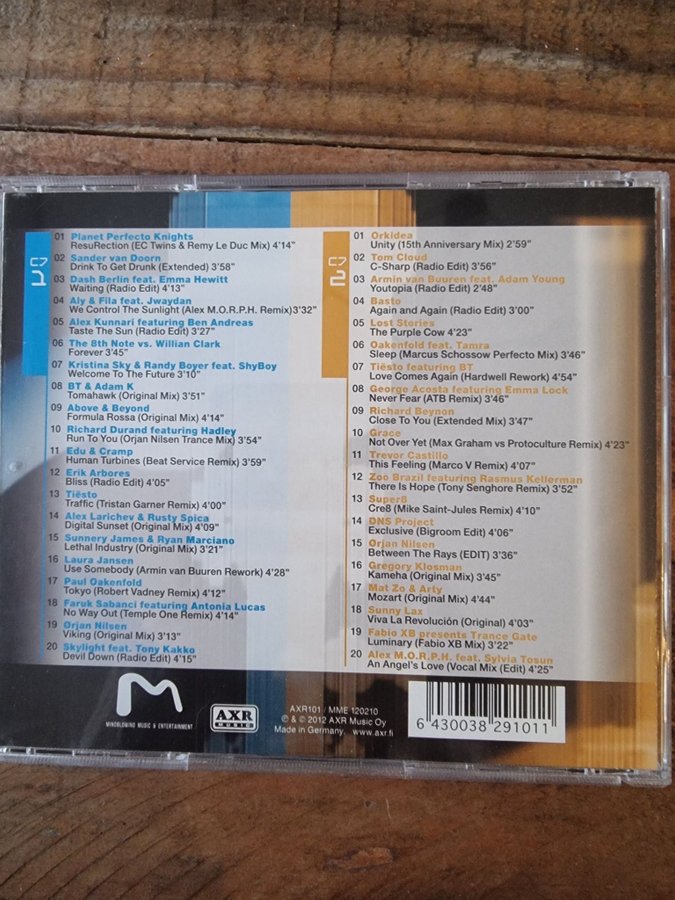 CD 1
01 Planet Perfecto Knights
ResuRection (EC Twins & Remy Le Duc Mix) 4'14"
02 Sander van Doorn
Drink To Get Drunk (Extended) 3'58"
03 Dash Berlin feat. Emma Hewitt
Waiting (Radio Edit) 4'13"
04 Aly & Fila feat. Jwaydan
We Control The Sunlight (Alex M.O.R.P.H. Remix)3'32"
05 Alex Kunnari featuring Ben Andreas
Taste The Sun (Radio Edit) 3'27"
06 The 8th Note vs. Willian Clark
Forever 3'45"
07 Kristina Sky & Randy Boyer feat. ShyBoy
Welcome To The Future 3'10"
08 BT & Adam K
Tomahawk (Original Mix) 3'51"
09 Above & Beyond
Formula Rossa (Original Mix) 4'14"
10 Richard Durand featuring Hadley
Run To You (Orjan Nilsen Trance Mix) 3'54"
11 Edu & Cramp
Human Turbines (Beat Service Remix) 3'59"
12 Erik Arbores
Bliss (Radio Edit) 4'05"
13 Tiësto
Traffic (Tristan Garner Remix) 4'00"
14 Alex Larichev & Rusty Spica
Digital Sunset (Original Mix) 4'09"
15 Sunnery James & Ryan Marciano
Lethal Industry (Original Mix) 3'21"
16 Laura Jansen
Use Somebody (Armin van Buuren Rework) 4'28"
17 Paul Oakenfold
Tokyo (Robert Vadney Remix) 4'12"
18 Faruk Sabanci featuring Antonia Lucas
No Way Out (Temple One Remix) 4'14"
19 Ørjan Nilsen
Viking (Original Mix) 3'13"
20 Skylight feat. Tony Kakko
Devil Down (Radio Edit) 4'15"
CD 2
01 Orkidea
Unity (15th Anniversary Mix) 2'59"
02 Tom Cloud
C-Sharp (Radio Edit) 3'56"
03 Armin van Buuren feat. Adam Young
Youtopia (Radio Edit) 2'48"
04 Basto
Again and Again (Radio Edit) 3'00"
05 Lost Stories
The Purple Cow 4'23"
06 Oakenfold feat. Tamra
Sleep (Marcus Schossow Perfecto Mix) 3'46"
07 Tiësto featuring BT
Love Comes Again (Hardwell Rework) 4'54"
08 George Acosta featuring Emma Lock
Never Fear (ATB Remix) 3'46"
09 Richard Beynon
Close To You (Extended Mix) 3'47"
10 Grace
Not Over Yet (Max Graham vs Protoculture Remix) 4'23"
11 Trevor Castillo
This Feeling (Marco V Remix) 4'07"
12 Zoo Brazil featuring Rasmus Kellerman
There Is Hope (Tony Senghore Remix) 3'52"
13 Super8
Cre8 (Mike Saint-Jules Remix) 4'10"
14 DNS Project
Exclusive (Bigroom Edit) 4'06"
15 Orjan Nilsen
Between The Rays (EDIT) 3'36"
16 Gregory Klosman
Kameha (Original Mix) 3'45"
17 Mat Zo & Arty
Mozart (Original Mix) 4'44"
18 Sunny Lax
Viva La Revolución (Original) 4'03"
19 Fabio XB presents Trance Gate
Luminary (Fabio XB Mix) 3'22"
20 Alex M.O.R.P.H. feat. Sylvia Tosun
An Angel's Love (Vocal Mix (Edit) 4'25"
MINDBLOWING MUSIC & ENTERTAINMENT
AXR
MUSIC
AXR101 / MME 120210
℗ & © 2012 AXR Music Oy
Made in Germany. www.axr.fi
6 430038 291011